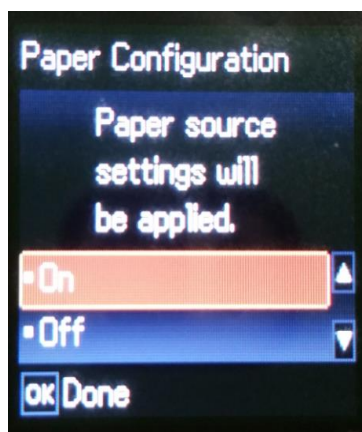 Paper Configuration
Paper source
settings will
be applied.
On
Off
OK Done